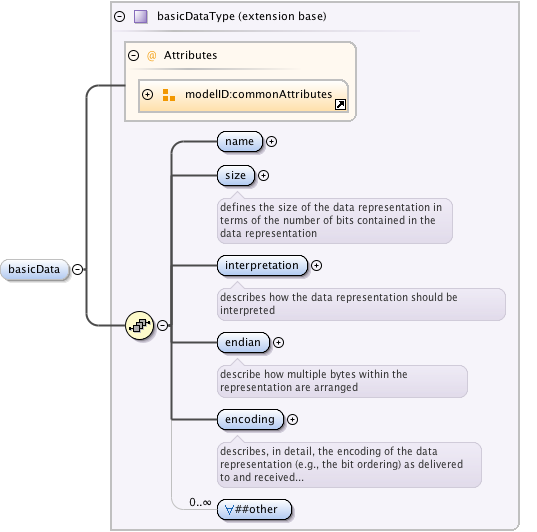 basicDataType (extension base)
@ Attributes
modelID:commonAttributes
name
size
defines the size of the data representation in
terms of the number of bits contained in the
data representation
basicData
interpretation
describes how the data representation should be
interpreted
endian
describe how multiple bytes within the
representation are arranged
encoding
describes, in detail, the encoding of the data
representation (e.g., the bit ordering) as delivered
to and received...
0..∞
∀##other